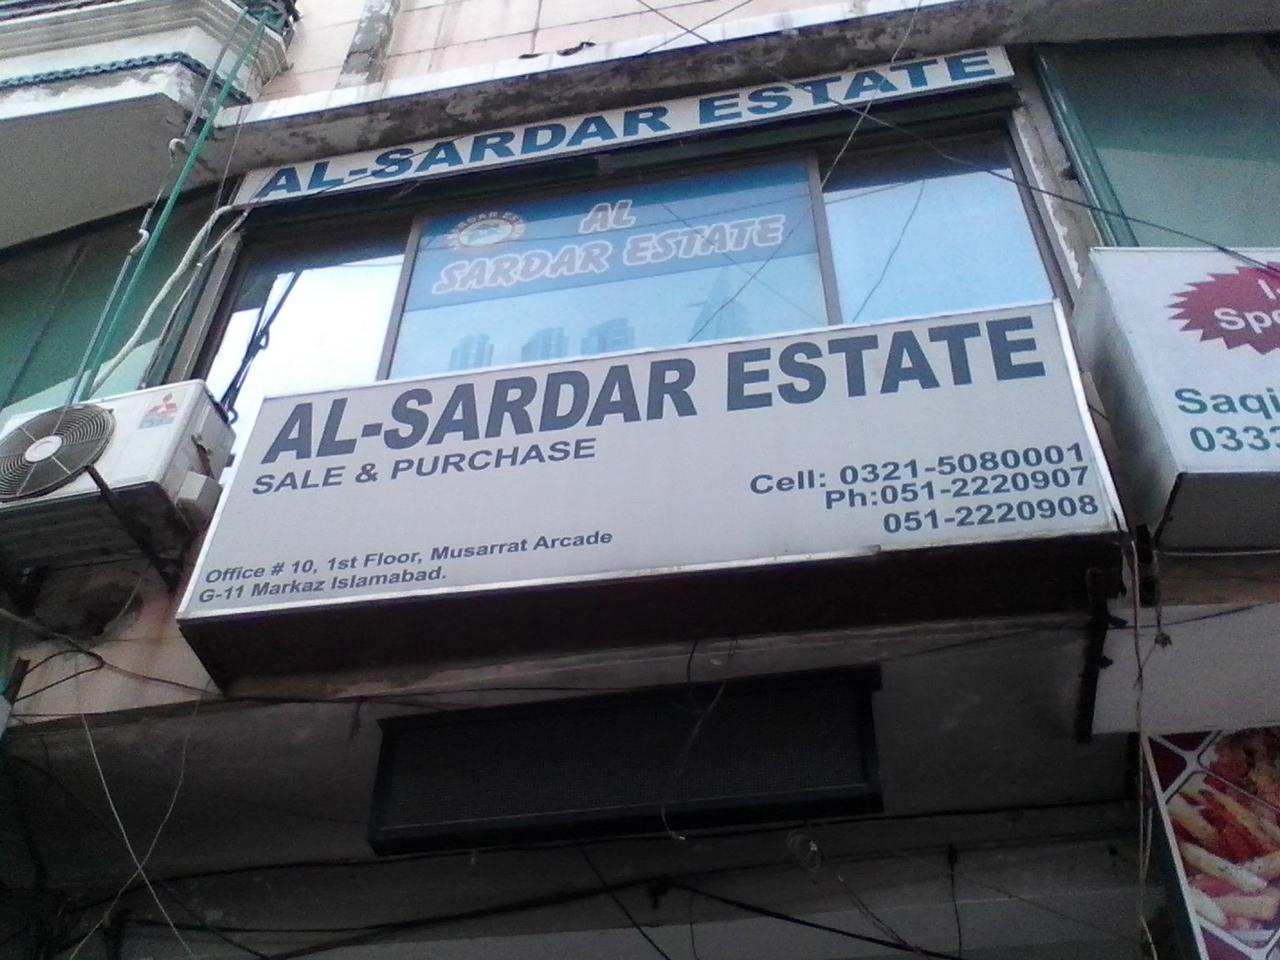 AL-SARDAR ESTATE
AL
SARDAR ESTATE
AL-SARDAR ESTATE
SALE & PURCHASE
Cell: 0321-5080001
Ph:051-2220907
051-2220908
Office # 10, 1st Floor, Musarrat Arcade
G-11 Markaz Islamabad.